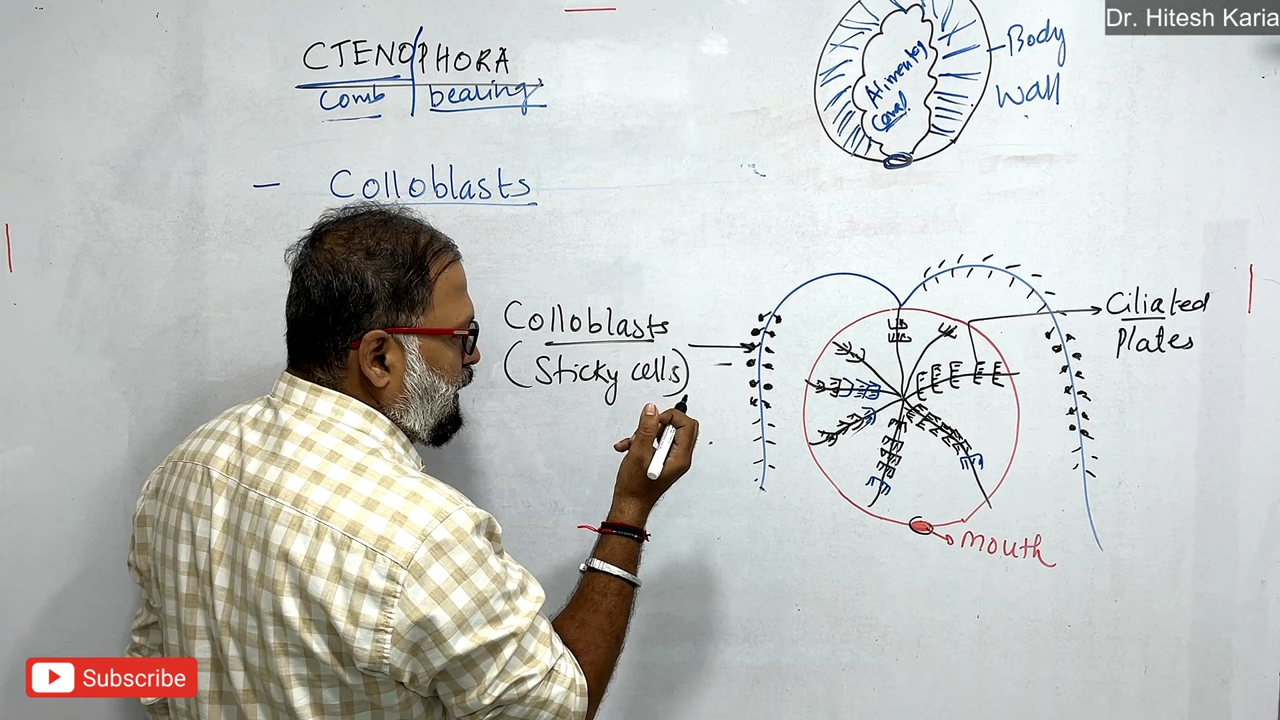 Dr. Hitesh Karia
CTENOPHORA
Comb bearing
Alimentary
Canal
Body
Wall
- Colloblasts
Colloblasts
(Sticky cells)
Ciliated
Plates
Mouth
Subscribe